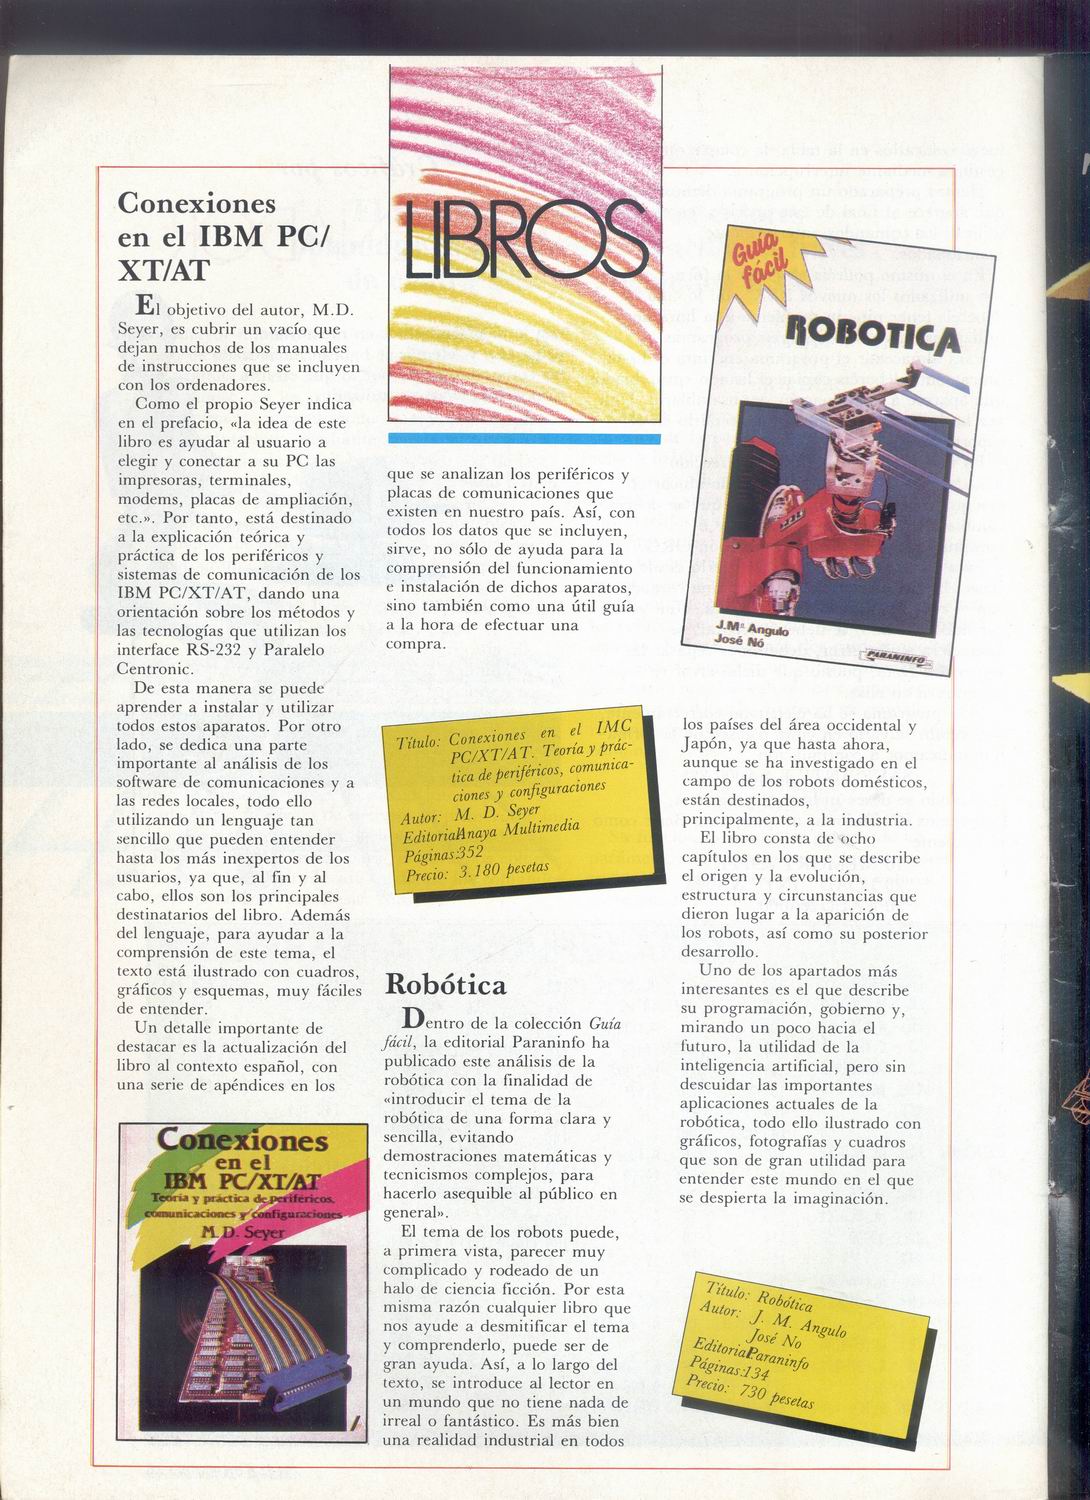 LIBROS
Conexiones
en el IBM PC/
XT/AT
El objetivo del autor, M.D.
Seyer, es cubrir un vacío que
dejan muchos de los manuales
de instrucciones que se incluyen
con los ordenadores.
Como el propio Seyer indica
en el prefacio, «la idea de este
libro es ayudar al usuario a
elegir y conectar a su PC las
impresoras, terminales,
modems, placas de ampliación,
etc.». Por tanto, está destinado
a la explicación teórica y
práctica de los periféricos y
sistemas de comunicación de los
IBM PC/XT/AT, dando una
orientación sobre los métodos y
las tecnologías que utilizan los
interface RS-232 y Paralelo
Centronic.
De esta manera se puede
aprender a instalar y utilizar
todos estos aparatos. Por otro
lado, se dedica una parte
importante al análisis de los
software de comunicaciones y a
las redes locales, todo ello
utilizando un lenguaje tan
sencillo que pueden entender
hasta los más inexpertos de los
usuarios, ya que, al fin y al
cabo, ellos son los principales
destinatarios del libro. Además
del lenguaje, para ayudar a la
comprensión de este tema, el
texto está ilustrado con cuadros,
gráficos y esquemas, muy fáciles
de entender.
Un detalle importante de
destacar es la actualización del
libro al contexto español, con
una serie de apéndices en los
Conexiones
en el
IBM PC/XT/AT
Teoría y práctica de periféricos,
comunicaciones y configuraciones
M.D. Seyer
que se analizan los periféricos y
placas de comunicaciones que
existen en nuestro país. Así, con
todos los datos que se incluyen,
sirve, no sólo de ayuda para la
comprensión del funcionamiento
e instalación de dichos aparatos,
sino también como una útil guía
a la hora de efectuar una
compra.
Título: Conexiones en el IMC
PC/XT/AT. Teoría y prác-
tica de periféricos, comunica-
ciones y configuraciones
Autor: M. D. Seyer
Editorial: Anaya Multimedia
Páginas: 352
Precio: 3.180 pesetas
Robótica
Dentro de la colección Guía
fácil, la editorial Paraninfo ha
publicado este análisis de la
robótica con la finalidad de
«introducir el tema de la
robótica de una forma clara y
sencilla, evitando
demostraciones matemáticas y
tecnicismos complejos, para
hacerlo asequible al público en
general».
El tema de los robots puede,
a primera vista, parecer muy
complicado y rodeado de un
halo de ciencia ficción. Por esta
misma razón cualquier libro que
nos ayude a desmitificar el tema
y comprenderlo, puede ser de
gran ayuda. Así, a lo largo del
texto, se introduce al lector en
un mundo que no tiene nada de
irreal o fantástico. Es más bien
una realidad industrial en todos
Guía
fácil
ROBOTICA
J.Mª Angulo
José Nó
PARANINFO
los países del área occidental y
Japón, ya que hasta ahora,
aunque se ha investigado en el
campo de los robots domésticos,
están destinados,
principalmente, a la industria.
El libro consta de ocho
capítulos en los que se describe
el origen y la evolución,
estructura y circunstancias que
dieron lugar a la aparición de
los robots, así como su posterior
desarrollo.
Uno de los apartados más
interesantes es el que describe
su programación, gobierno y,
mirando un poco hacia el
futuro, la utilidad de la
inteligencia artificial, pero sin
descuidar las importantes
aplicaciones actuales de la
robótica, todo ello ilustrado con
gráficos, fotografías y cuadros
que son de gran utilidad para
entender este mundo en el que
se despierta la imaginación.
Título: Robótica
Autor: J. M. Angulo
José No
Editorial: Paraninfo
Páginas: 134
Precio: 730 pesetas